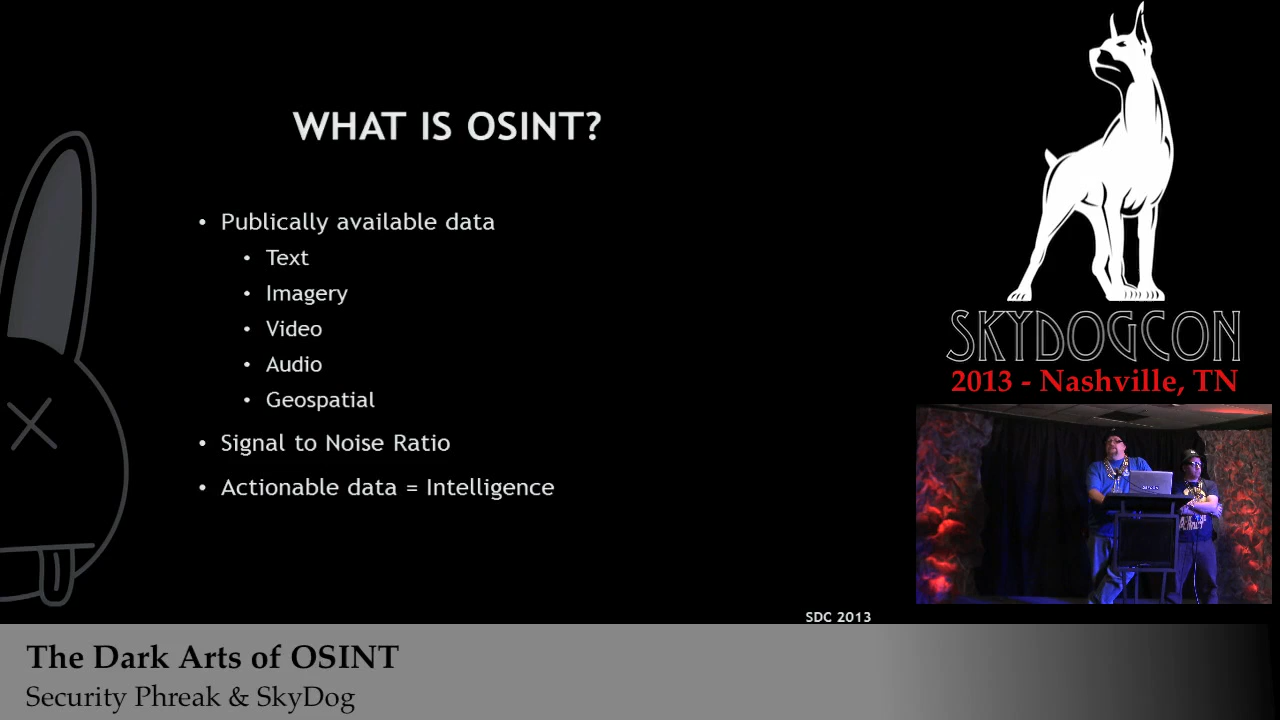 WHAT IS OSINT?
• Publically available data
• Text
• Imagery
• Video
• Audio
• Geospatial
• Signal to Noise Ratio
• Actionable data = Intelligence
SDC 2013
SKYDOGCON
2013 - Nashville, TN
The Dark Arts of OSINT
Security Phreak & SkyDog